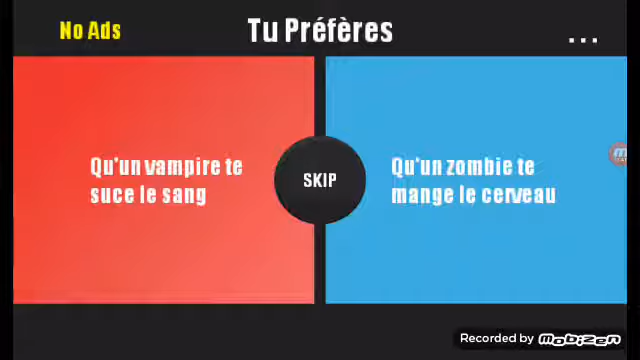 No Ads
Tu Préfères
...
Qu'un vampire te
suce le sang
SKIP
Qu'un zombie te
mange le cerveau
Recorded by Mobizen